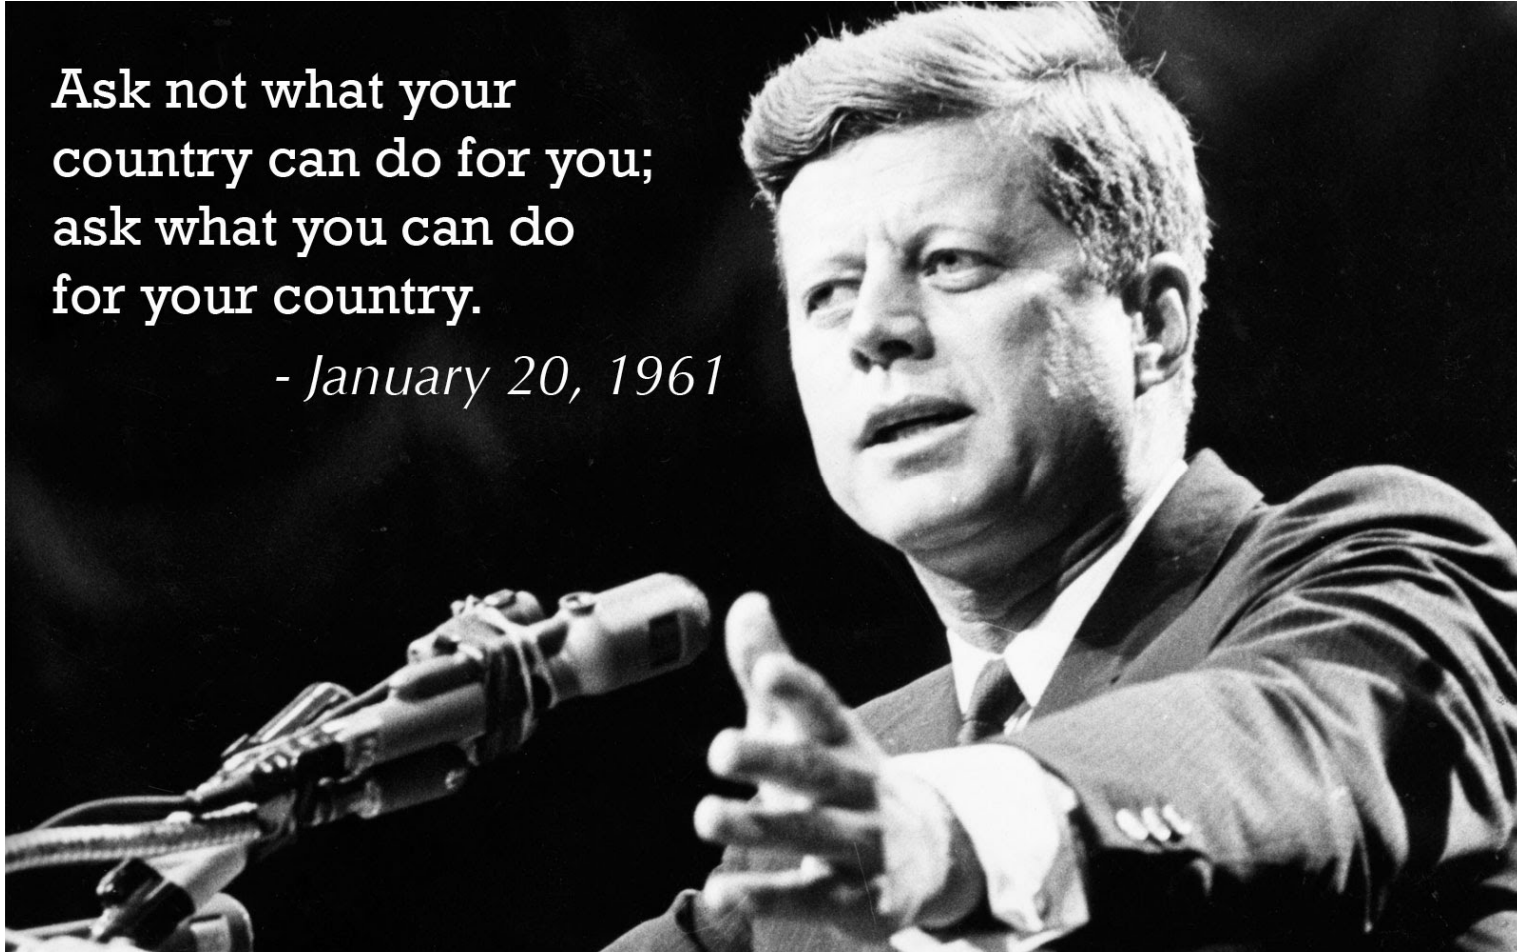 Ask not what your
country can do for you;
ask what you can do
for your country.
- January 20, 1961